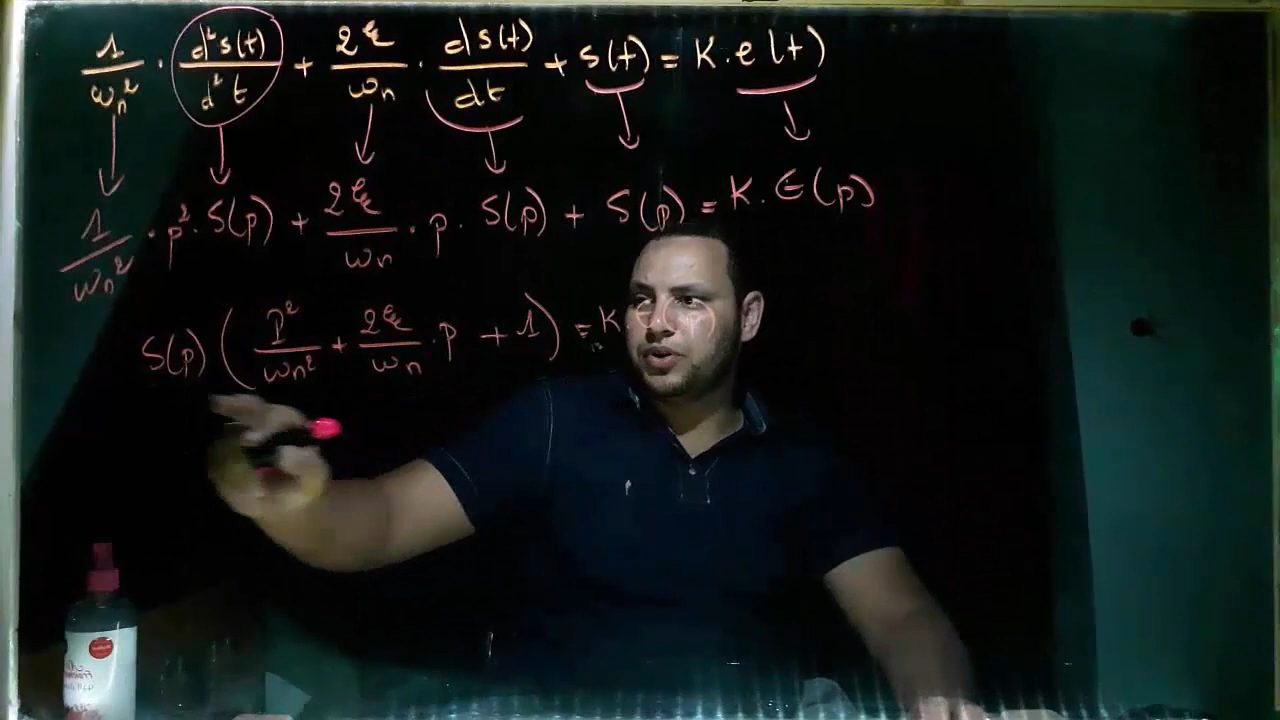 1/ωn² · d²s(t)/d²t + 2ξ/ωn · ds(t)/dt + s(t) = K.e(t)
1/ωn² · p².S(p) + 2ξ/ωn · p · S(p) + S(p) = K.E(p)
S(p) ( P²/ωn² + 2ξ/ωn · p + 1 ) = K